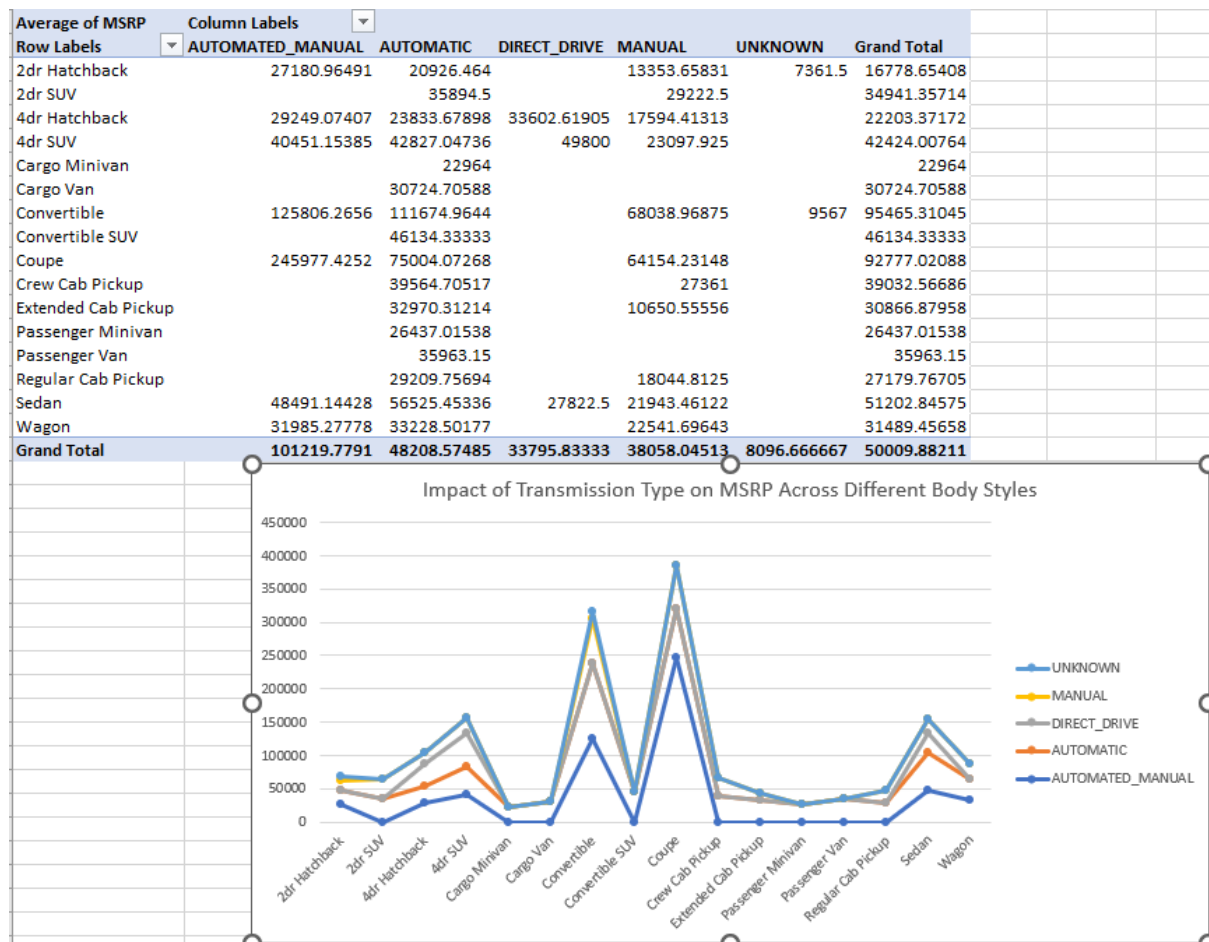 Average of MSRP Column Labels
Row Labels AUTOMATED_MANUAL AUTOMATIC DIRECT_DRIVE MANUAL UNKNOWN Grand Total
2dr Hatchback 27180.96491 20926.464 13353.65831 7361.5 16778.65408
2dr SUV 35894.5 29222.5 34941.35714
4dr Hatchback 29249.07407 23833.67898 33602.61905 17594.41313 22203.37172
4dr SUV 40451.15385 42827.04736 49800 23097.925 42424.00764
Cargo Minivan 22964 22964
Cargo Van 30724.70588 30724.70588
Convertible 125806.2656 111674.9644 68038.96875 9567 95465.31045
Convertible SUV 46134.33333 46134.33333
Coupe 245977.4252 75004.07268 64154.23148 92777.02088
Crew Cab Pickup 39564.70517 27361 39032.56686
Extended Cab Pickup 32970.31214 10650.55556 30866.87958
Passenger Minivan 26437.01538 26437.01538
Passenger Van 35963.15 35963.15
Regular Cab Pickup 29209.75694 18044.8125 27179.76705
Sedan 48491.14428 56525.45336 27822.5 21943.46122 51202.84575
Wagon 31985.27778 33228.50177 22541.69643 31489.45658
Grand Total 101219.7791 48208.57485 33795.83333 38058.04513 8096.666667 50009.88211
Impact of Transmission Type on MSRP Across Different Body Styles
450000
400000
350000
300000
250000
200000
150000
100000
50000
0
2dr Hatchback
2dr SUV
4dr Hatchback
4dr SUV
Cargo Minivan
Cargo Van
Convertible
Convertible SUV
Coupe
Crew Cab Pickup
Extended Cab Pickup
Passenger Minivan
Passenger Van
Regular Cab Pickup
Sedan
Wagon
UNKNOWN
MANUAL
DIRECT_DRIVE
AUTOMATIC
AUTOMATED_MANUAL